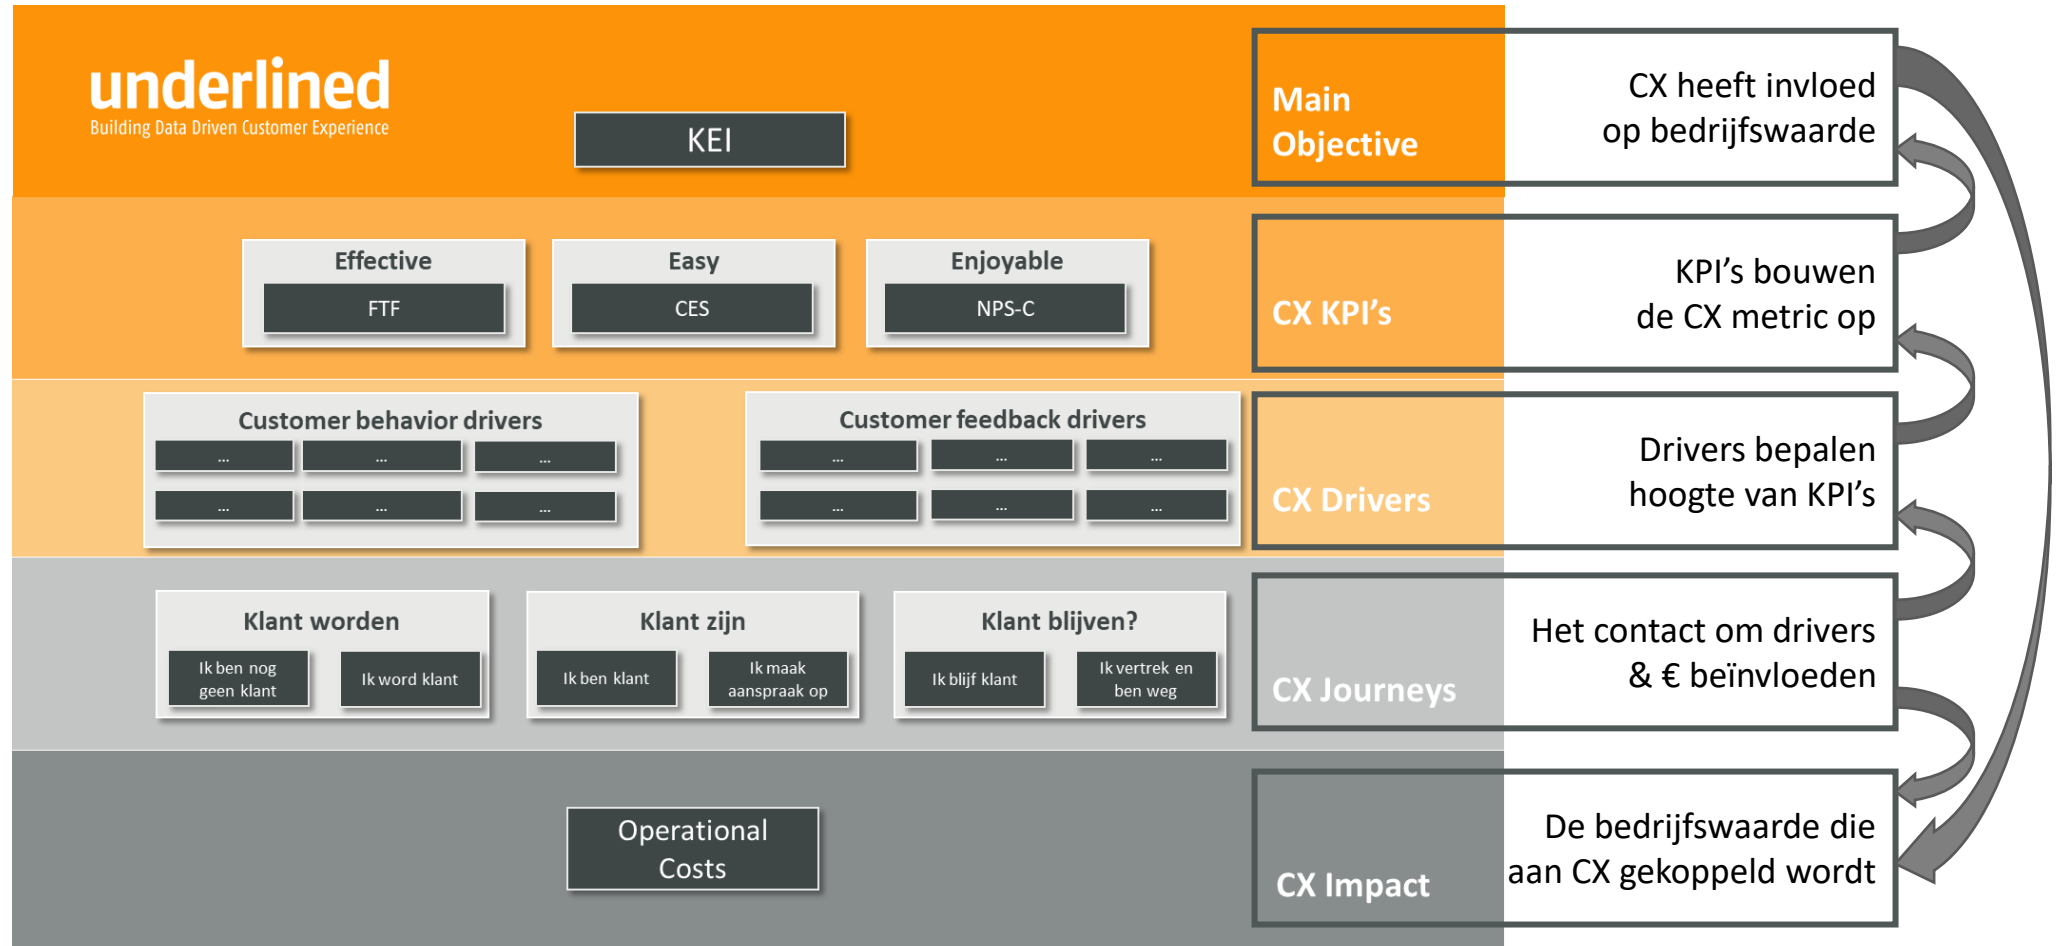 underlined
Building Data Driven Customer Experience
KEI
Main
Objective
CX heeft invloed
op bedrijfswaarde
Effective
FTF
Easy
CES
Enjoyable
NPS-C
CX KPI's
KPI's bouwen
de CX metric op
Customer behavior drivers
... ... ...
... ... ...
Customer feedback drivers
... ... ...
... ... ...
CX Drivers
Drivers bepalen
hoogte van KPI's
Klant worden
Ik ben nog
geen klant
Ik word klant
Klant zijn
Ik ben klant
Ik maak
aanspraak op
Klant blijven?
Ik blijf klant
Ik vertrek en
ben weg
CX Journeys
Het contact om drivers
& € beïnvloeden
Operational
Costs
CX Impact
De bedrijfswaarde die
aan CX gekoppeld wordt